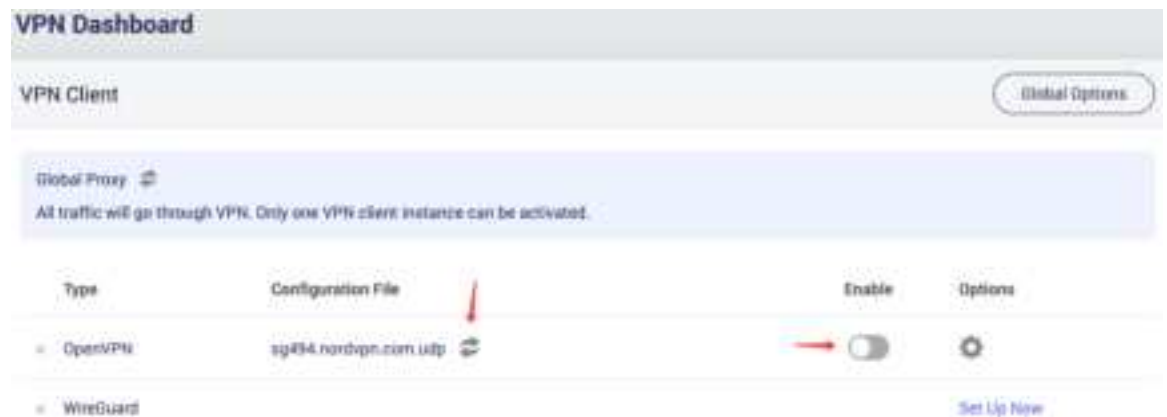 VPN Dashboard
VPN Client
Global Options
Global Proxy
All traffic will go through VPN. Only one VPN client instance can be activated.
Type Configuration File Enable Options
OpenVPN sg494.nordvpn.com.udp
WireGuard Set Up Now